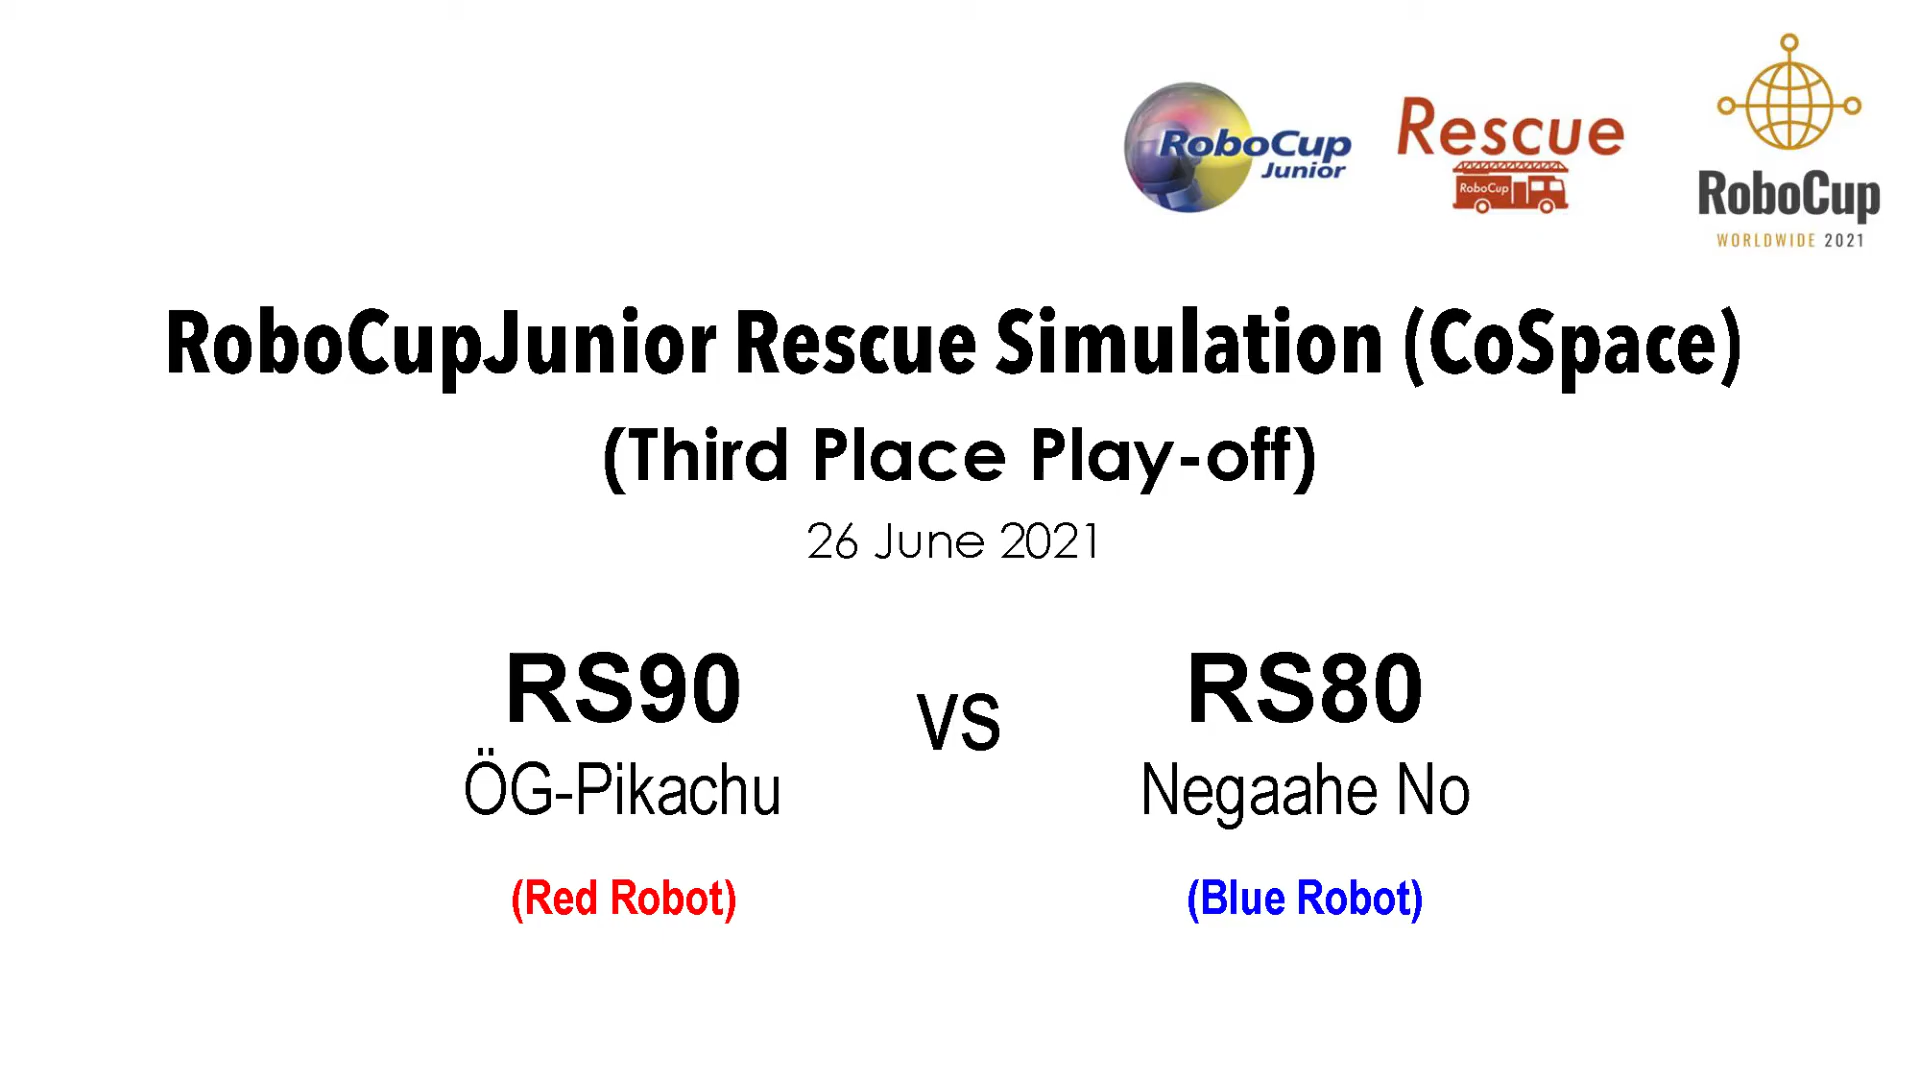 RoboCup
Junior
Rescue
RoboCup
RoboCup
WORLDWIDE 2021
RoboCupJunior Rescue Simulation (CoSpace)
(Third Place Play-off)
26 June 2021
RS90
vs
RS80
ÖG-Pikachu
Negaahe No
(Red Robot)
(Blue Robot)